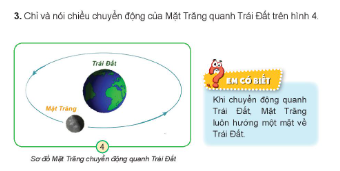 3. Chỉ và nói chiều chuyển động của Mặt Trăng quanh Trái Đất trên hình 4.
Trái Đất
Mặt Trăng
4
Sơ đồ Mặt Trăng chuyển động quanh Trái Đất
EM CÓ BIẾT
Khi chuyển động quanh
Trái Đất, Mặt Trăng
luôn hướng một mặt về
Trái Đất.